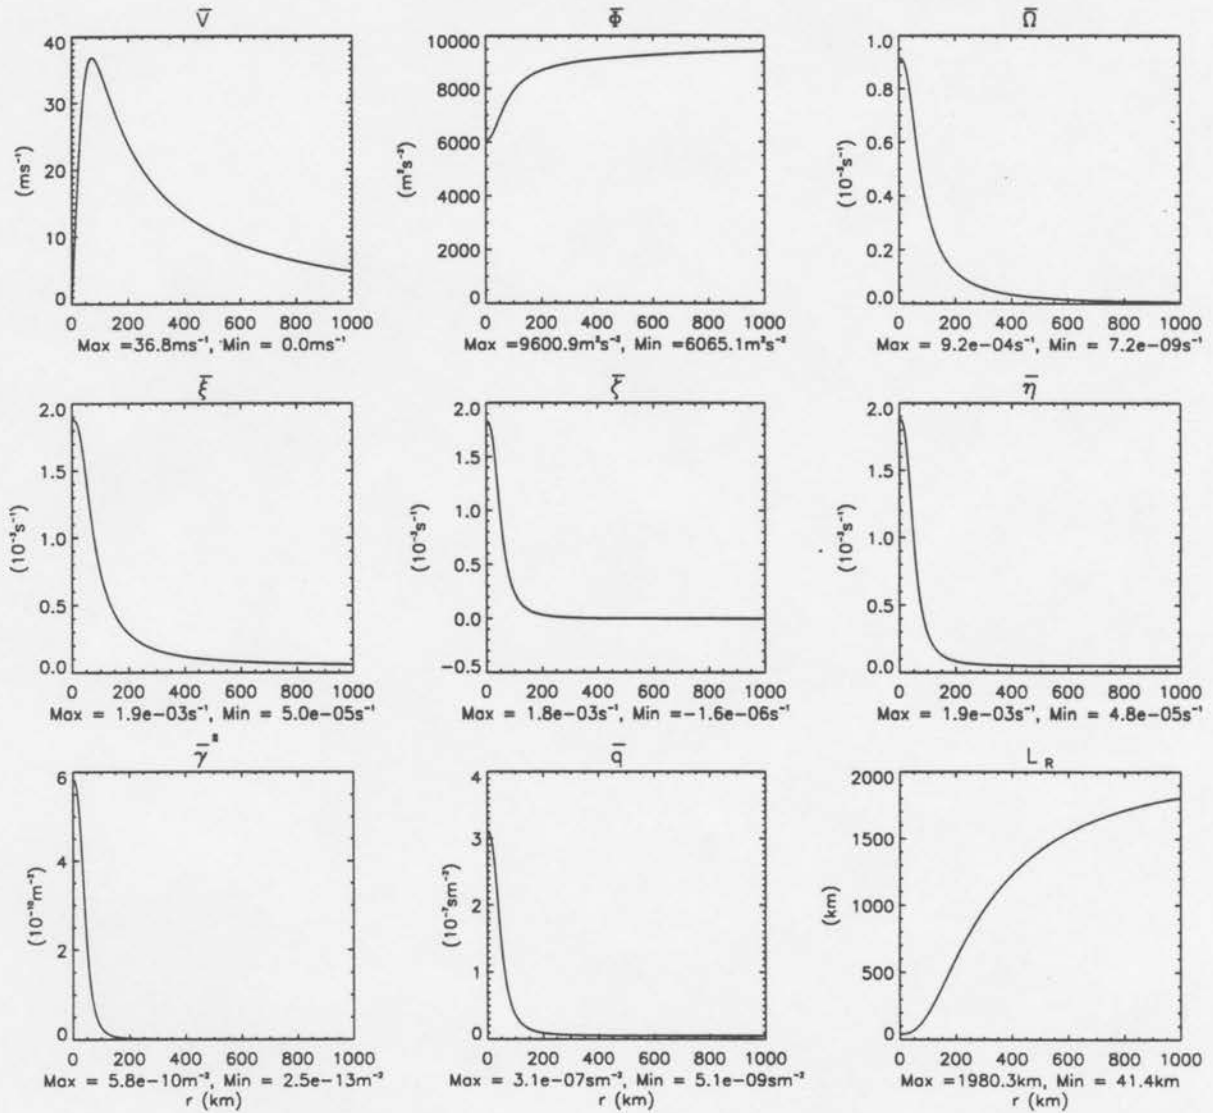 V̄
(ms⁻¹)
40
30
20
10
0
0 200 400 600 800 1000
Max =36.8ms⁻¹, Min = 0.0ms⁻¹
Φ̄
(m²s⁻²)
10000
8000
6000
4000
2000
0
0 200 400 600 800 1000
Max =9600.9m²s⁻², Min =6065.1m²s⁻²
Ω̄
(10⁻³s⁻¹)
1.0
0.8
0.6
0.4
0.2
0.0
0 200 400 600 800 1000
Max = 9.2e−04s⁻¹, Min = 7.2e−09s⁻¹
ξ̄
(10⁻³s⁻¹)
2.0
1.5
1.0
0.5
0.0
0 200 400 600 800 1000
Max = 1.9e−03s⁻¹, Min = 5.0e−05s⁻¹
ζ̄
(10⁻³s⁻¹)
2.0
1.5
1.0
0.5
0.0
−0.5
0 200 400 600 800 1000
Max = 1.8e−03s⁻¹, Min =−1.6e−06s⁻¹
η̄
(10⁻³s⁻¹)
2.0
1.5
1.0
0.5
0.0
0 200 400 600 800 1000
Max = 1.9e−03s⁻¹, Min = 4.8e−05s⁻¹
γ̄²
(10⁻¹⁰m⁻²)
6
4
2
0
0 200 400 600 800 1000
Max = 5.8e−10m⁻², Min = 2.5e−13m⁻²
r (km)
q̄
(10⁻⁷sm⁻²)
4
3
2
1
0
0 200 400 600 800 1000
Max = 3.1e−07sm⁻², Min = 5.1e−09sm⁻²
r (km)
L_R
(km)
2000
1500
1000
500
0
0 200 400 600 800 1000
Max =1980.3km, Min = 41.4km
r (km)